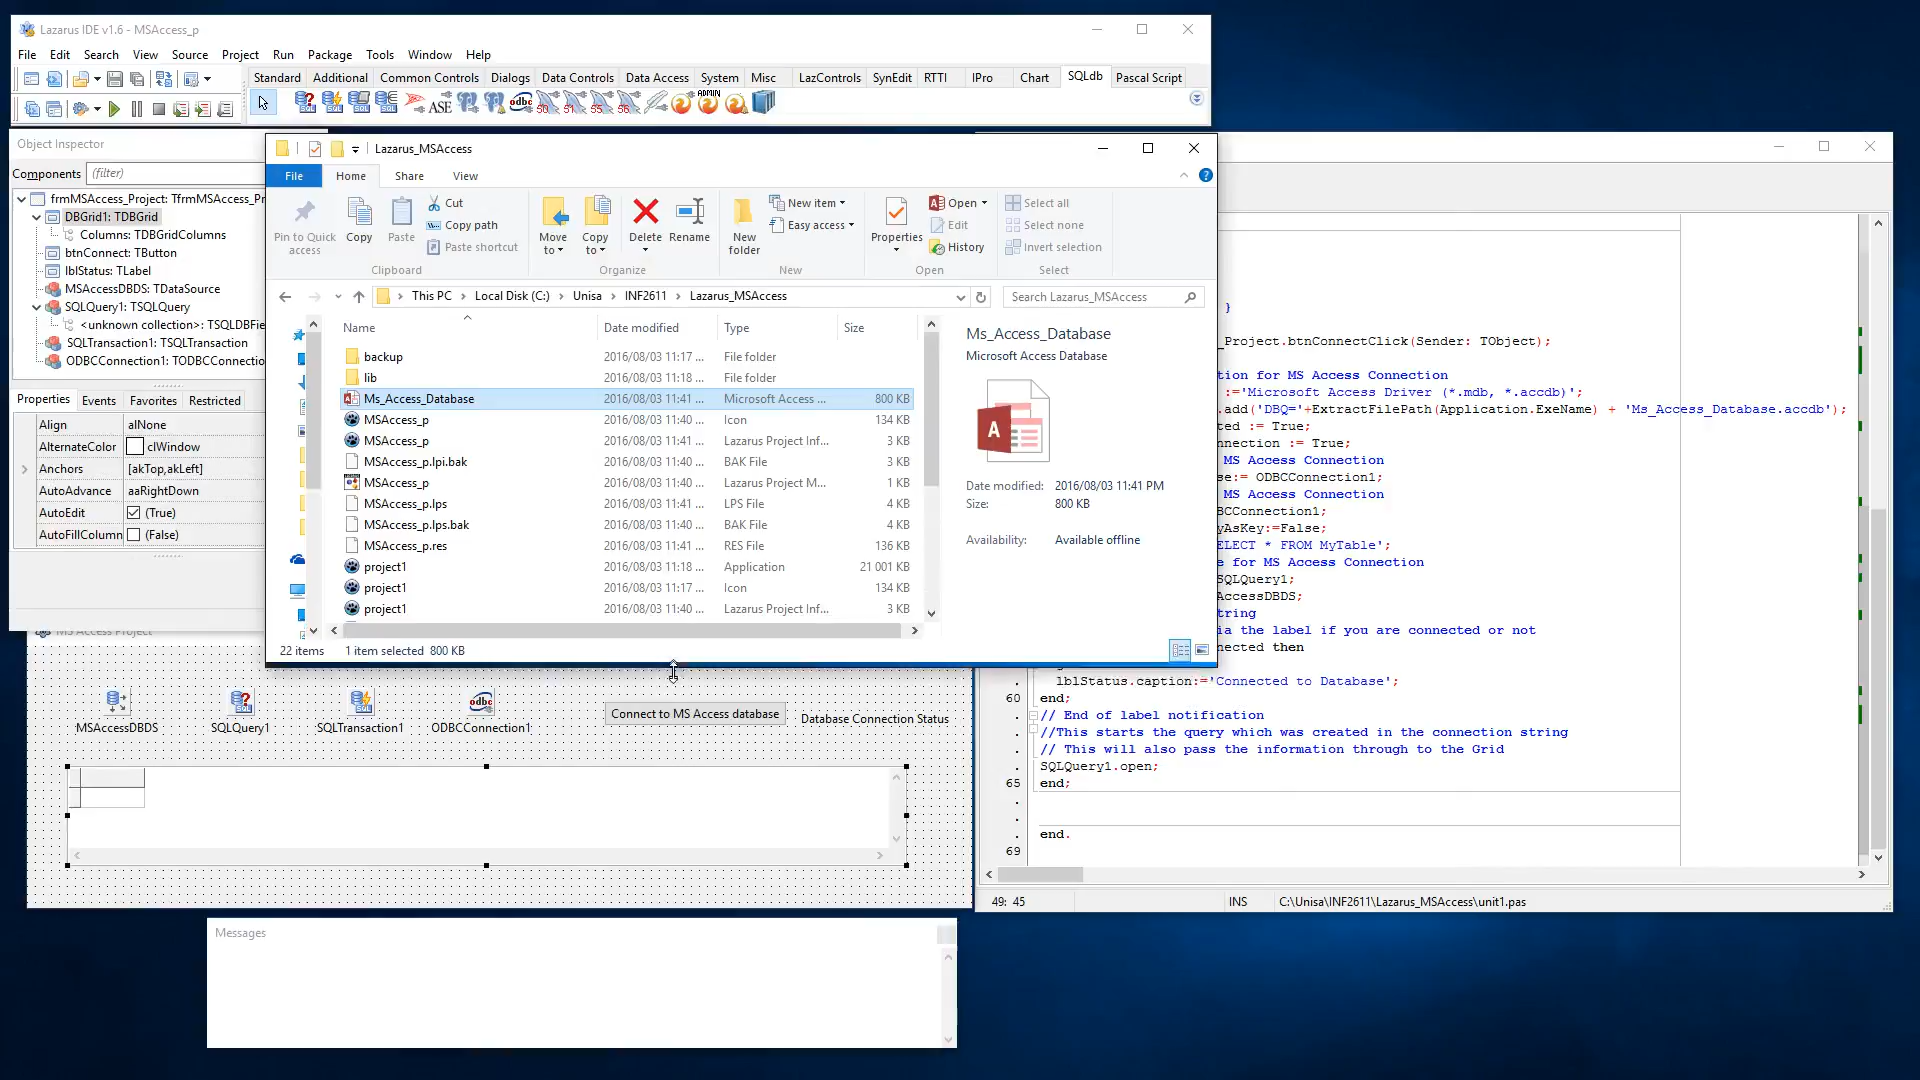 Lazarus IDE v1.6 - MSAccess_p
File Edit Search View Source Project Run Package Tools Window Help
Standard Additional Common Controls Dialogs Data Controls Data Access System Misc LazControls SynEdit RTTI IPro Chart SQLdb Pascal Script
Object Inspector
Components (filter)
frmMSAccess_Project: TfrmMSAccess_Pr
DBGrid1: TDBGrid
Columns: TDBGridColumns
btnConnect: TButton
lblStatus: TLabel
MSAccessDBDS: TDataSource
SQLQuery1: TSQLQuery
<unknown collection>: TSQLDBFie
SQLTransaction1: TSQLTransaction
ODBCConnection1: TODBCConnectio
Properties Events Favorites Restricted
Align alNone
AlternateColor clWindow
Anchors [akTop,akLeft]
AutoAdvance aaRightDown
AutoEdit (True)
AutoFillColumn (False)
Lazarus_MSAccess
File Home Share View
Pin to Quick access
Copy
Paste
Cut
Copy path
Paste shortcut
Clipboard
Move to
Copy to
Delete
Rename
Organize
New folder
New item
Easy access
New
Properties
Open
Edit
History
Open
Select all
Select none
Invert selection
Select
This PC Local Disk (C:) Unisa INF2611 Lazarus_MSAccess
Search Lazarus_MSAccess
Name Date modified Type Size
backup 2016/08/03 11:17 ... File folder
lib 2016/08/03 11:18 ... File folder
Ms_Access_Database 2016/08/03 11:41 ... Microsoft Access ... 800 KB
MSAccess_p 2016/08/03 11:40 ... Icon 134 KB
MSAccess_p 2016/08/03 11:41 ... Lazarus Project Inf... 3 KB
MSAccess_p.lpi.bak 2016/08/03 11:40 ... BAK File 3 KB
MSAccess_p 2016/08/03 11:40 ... Lazarus Project M... 1 KB
MSAccess_p.lps 2016/08/03 11:41 ... LPS File 4 KB
MSAccess_p.lps.bak 2016/08/03 11:40 ... BAK File 4 KB
MSAccess_p.res 2016/08/03 11:41 ... RES File 136 KB
project1 2016/08/03 11:18 ... Application 21 001 KB
project1 2016/08/03 11:17 ... Icon 134 KB
project1 2016/08/03 11:40 ... Lazarus Project Inf... 3 KB
22 items 1 item selected 800 KB
Ms_Access_Database
Microsoft Access Database
Date modified: 2016/08/03 11:41 PM
Size: 800 KB
Availability: Available offline
}
_Project.btnConnectClick(Sender: TObject);
tion for MS Access Connection
:='Microsoft Access Driver (*.mdb, *.accdb)';
.add('DBQ='+ExtractFilePath(Application.ExeName) + 'Ms_Access_Database.accdb');
ted := True;
nnection := True;
MS Access Connection
se:= ODBCConnection1;
MS Access Connection
BCConnection1;
yAsKey:=False;
ELECT * FROM MyTable';
e for MS Access Connection
SQLQuery1;
AccessDBDS;
tring
ia the label if you are connected or not
nected then
lblStatus.caption:='Connected to Database';
60 end;
// End of label notification
//This starts the query which was created in the connection string
// This will also pass the information through to the Grid
SQLQuery1.open;
65 end;
end.
69
49: 45 INS C:\Unisa\INF2611\Lazarus_MSAccess\unit1.pas
MS Access Project
MSAccessDBDS SQLQuery1 SQLTransaction1 ODBCConnection1
Connect to MS Access database
Database Connection Status
Messages